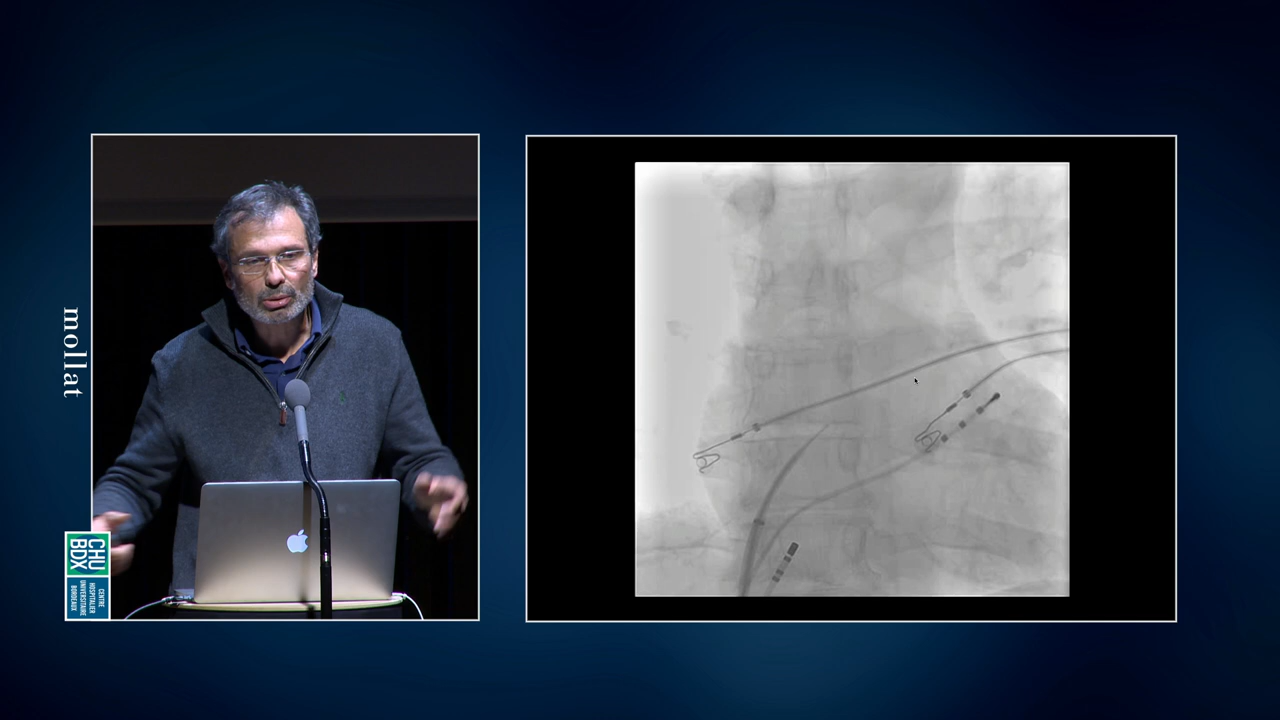 mollat
CHU
BDX
CENTRE
HOSPITALIER
UNIVERSITAIRE
BORDEAUX